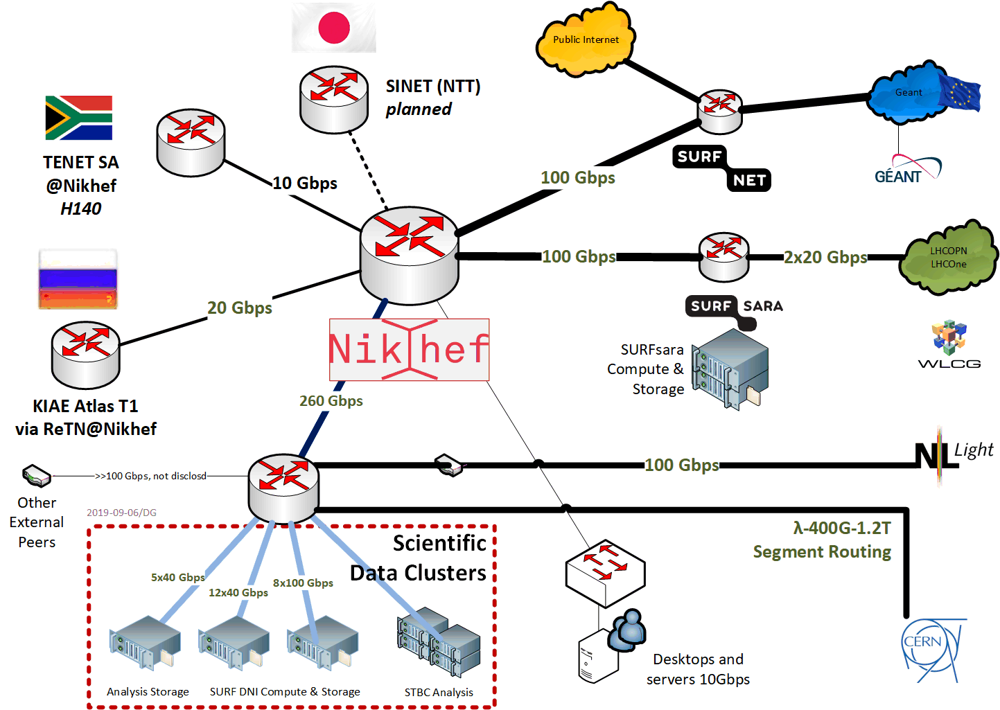 SINET (NTT)
planned
Public Internet
Geant
TENET SA
@Nikhef
H140
10 Gbps
100 Gbps
SURF
NET
GÉANT
100 Gbps
2x20 Gbps
LHCOPN
LHCOne
20 Gbps
SURF SARA
Nikhef
SURFsara
Compute &
Storage
WLCG
KIAE Atlas T1
via ReTN@Nikhef
260 Gbps
100 Gbps
NLLight
>>100 Gbps, not disclosd
Other
External
Peers
2019-09-06/DG
λ-400G-1.2T
Segment Routing
Scientific
Data Clusters
5x40 Gbps
12x40 Gbps
8x100 Gbps
CERN
Desktops and
servers 10Gbps
Analysis Storage
SURF DNI Compute & Storage
STBC Analysis